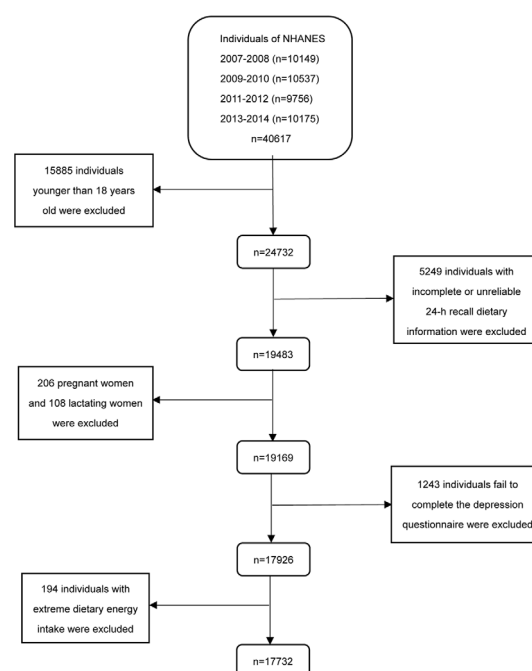 Individuals of NHANES
2007-2008 (n=10149)
2009-2010 (n=10537)
2011-2012 (n=9756)
2013-2014 (n=10175)
n=40617
15885 individuals
younger than 18 years
old were excluded
n=24732
5249 individuals with
incomplete or unreliable
24-h recall dietary
information were excluded
n=19483
206 pregnant women
and 108 lactating women
were excluded
n=19169
1243 individuals fail to
complete the depression
questionnaire were excluded
n=17926
194 individuals with
extreme dietary energy
intake were excluded
n=17732